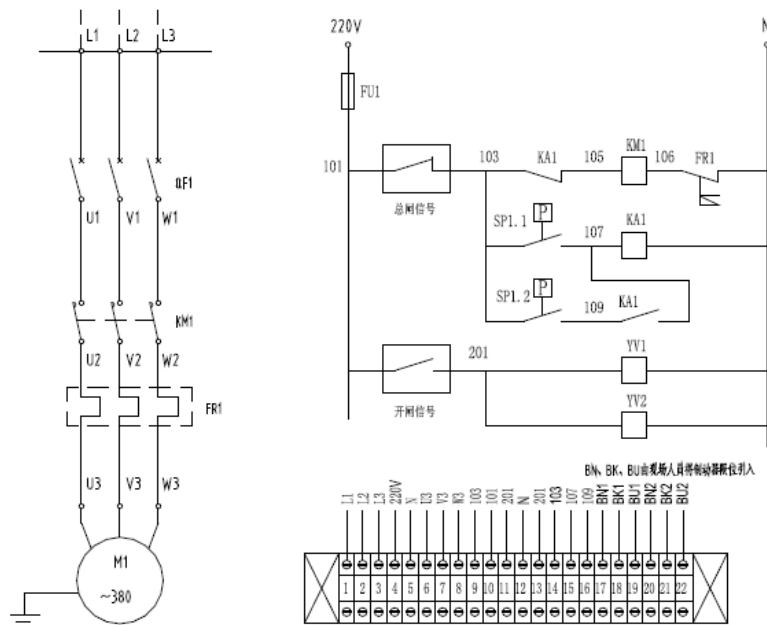 L1 L2 L3
QF1
U1 V1 W1
KM1
U2 V2 W2
FR1
U3 V3 W3
M1
~380
220V N
FU1
101 103 KA1 105 KM1 106 FR1
总闸信号
SP1.1 P 107 KA1
SP1.2 P 109 KA1
201 YV1
开闸信号
YV2
BN、BK、BU由现场人员将制动器限位引入
L1 L2 L3 220V N U3 V3 W3 103 101 201 N 201 103 107 109 BN1 BK1 BU1 BN2 BK2 BU2
1 2 3 4 5 6 7 8 9 10 11 12 13 14 15 16 17 18 19 20 21 22